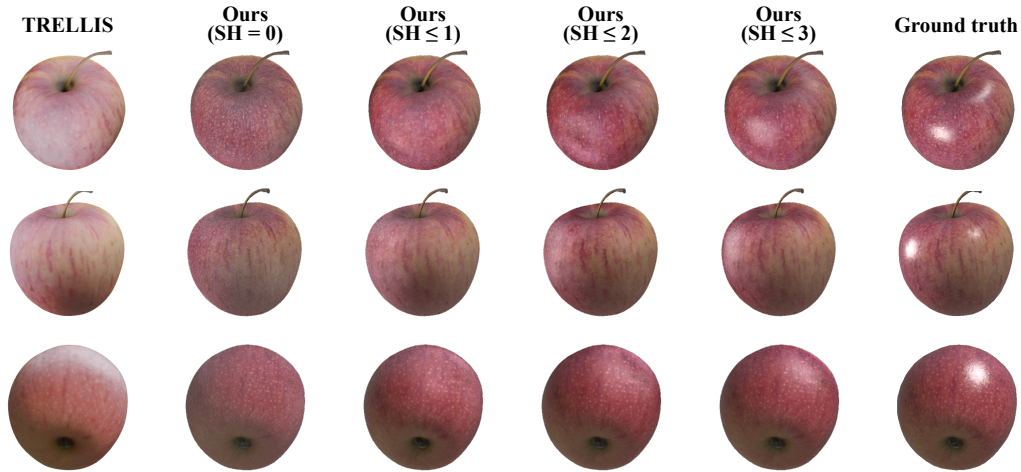 TRELLIS
Ours
(SH = 0)
Ours
(SH ≤ 1)
Ours
(SH ≤ 2)
Ours
(SH ≤ 3)
Ground truth